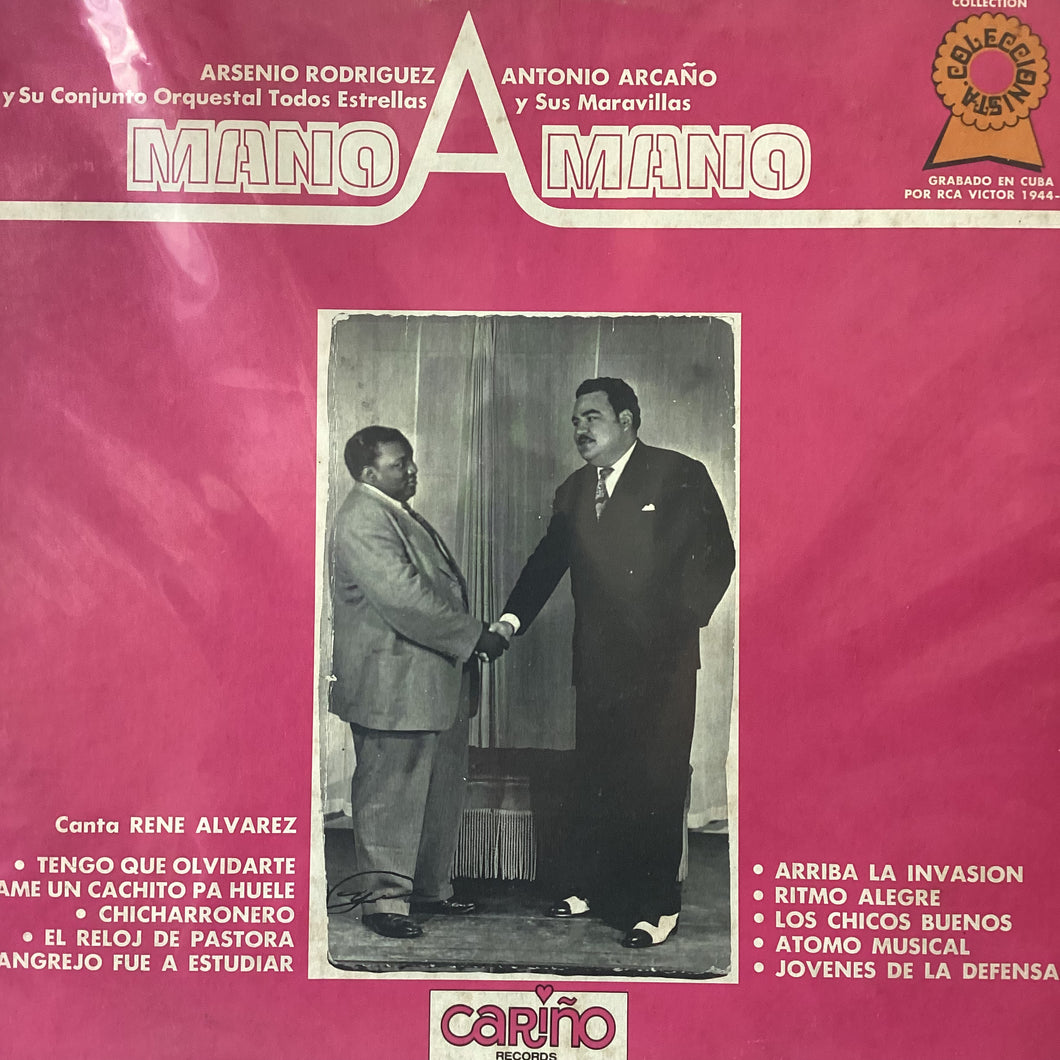 COLLECTION
COLECCIONISTA
GRABADO EN CUBA
POR RCA VICTOR 1944-
ARSENIO RODRIGUEZ
y Su Conjunto Orquestal Todos Estrellas
ANTONIO ARCAÑO
y Sus Maravillas
MANO A MANO
Canta RENE ALVAREZ
• TENGO QUE OLVIDARTE
AME UN CACHITO PA HUELE
• CHICHARRONERO
• EL RELOJ DE PASTORA
ANGREJO FUE A ESTUDIAR
• ARRIBA LA INVASION
• RITMO ALEGRE
• LOS CHICOS BUENOS
• ATOMO MUSICAL
• JOVENES DE LA DEFENSA
CARIÑO
RECORDS